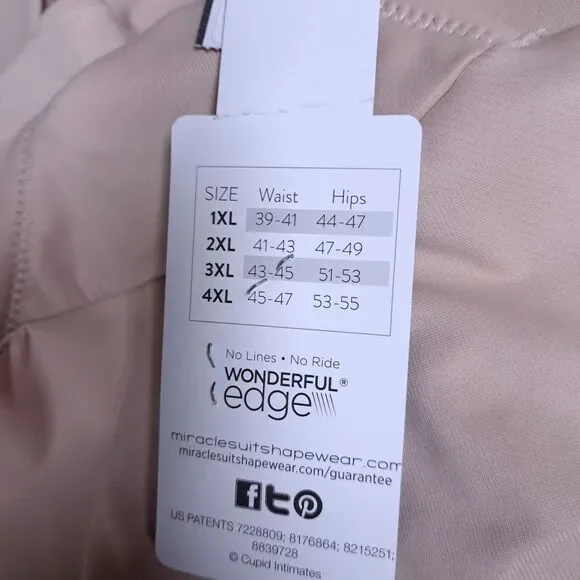 SIZE Waist Hips
1XL 39-41 44-47
2XL 41-43 47-49
3XL 43-45 51-53
4XL 45-47 53-55
No Lines • No Ride
WONDERFUL®
edge
miraclesuitshapewear.com
miraclesuitshapewear.com/guarantee
US PATENTS 7228809; 8176864; 8215251;
8839728
© Cupid Intimates